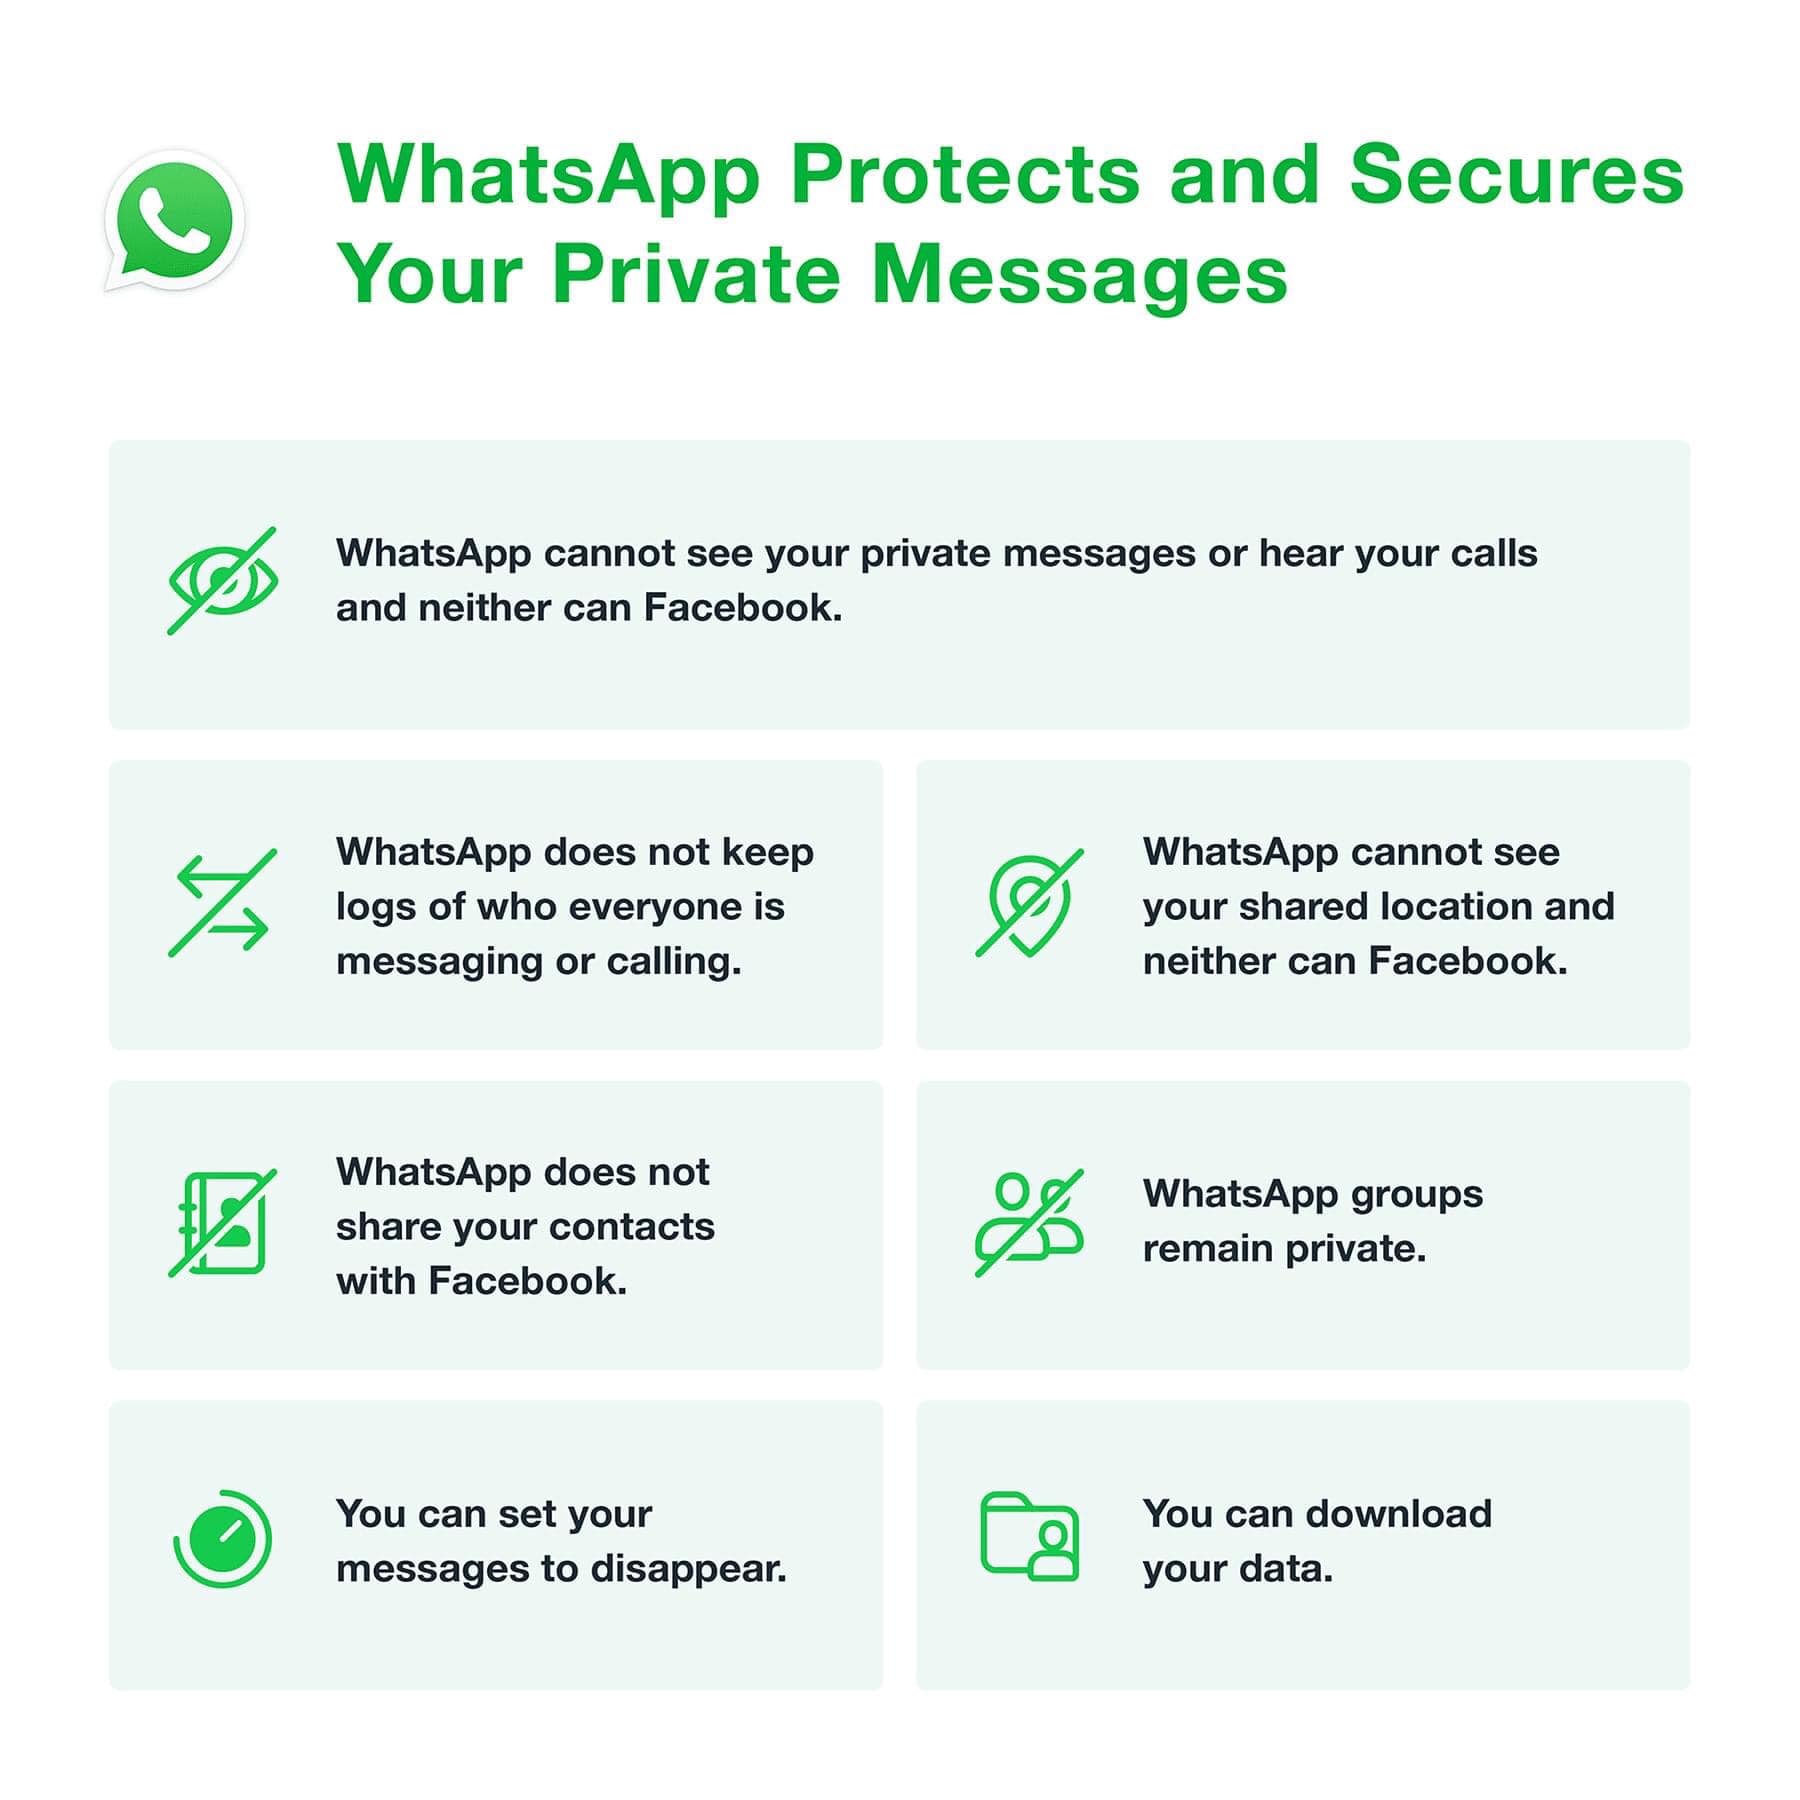 WhatsApp Protects and Secures
Your Private Messages
WhatsApp cannot see your private messages or hear your calls
and neither can Facebook.
WhatsApp does not keep
logs of who everyone is
messaging or calling.
WhatsApp cannot see
your shared location and
neither can Facebook.
WhatsApp does not
share your contacts
with Facebook.
WhatsApp groups
remain private.
You can set your
messages to disappear.
You can download
your data.